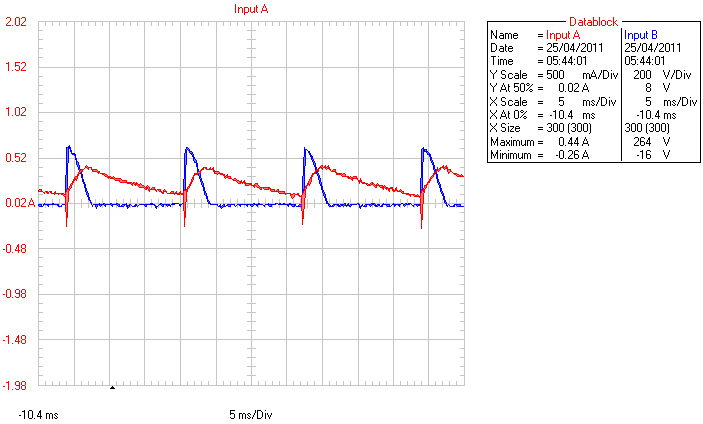 Input A
2.02
1.52
1.02
0.52
0.02 A
-0.48
-0.98
-1.48
-1.98
-10.4 ms
5 ms/Div
Datablock
Name = Input A Input B
Date = 25/04/2011 25/04/2011
Time = 05:44:01 05:44:01
Y Scale = 500 mA/Div 200 V/Div
Y At 50% = 0.02 A 8 V
X Scale = 5 ms/Div 5 ms/Div
X At 0% = -10.4 ms -10.4 ms
X Size = 300 (300) 300 (300)
Maximum = 0.44 A 264 V
Minimum = -0.26 A -16 V